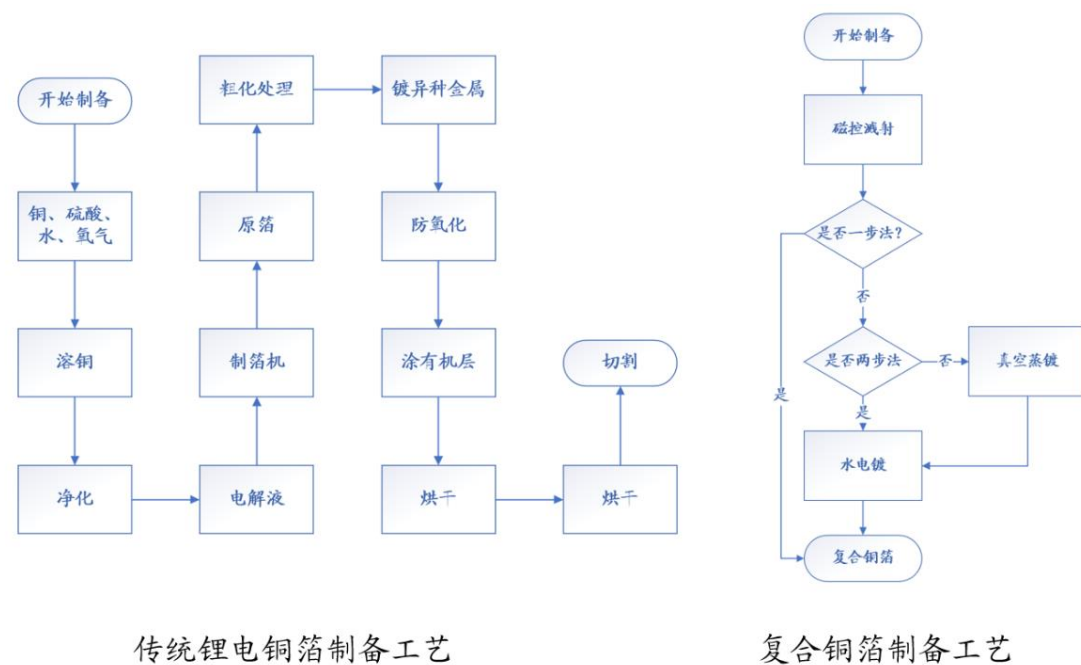 开始制备
铜、硫酸、
水、氧气
溶铜
净化
电解液
制箔机
原箔
粗化处理
镀异种金属
防氧化
涂有机层
烘干
烘干
切割
传统锂电铜箔制备工艺
开始制备
磁控溅射
是否一步法?
否
是否两步法
否
真空蒸镀
是
是
水电镀
复合铜箔
复合铜箔制备工艺